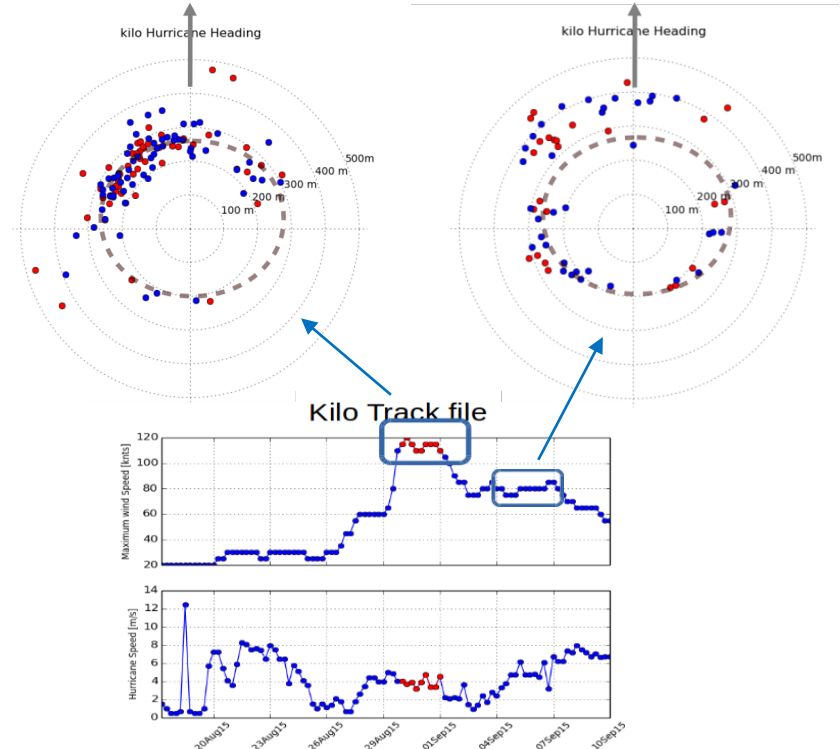 kilo Hurricane Heading
500m
400 m
300 m
200 m
100 m
kilo Hurricane Heading
500m
400 m
300 m
200 m
100 m
Kilo Track file
Maximum wind Speed [knts]
120
100
80
60
40
20
Hurricane Speed [m/s]
14
12
10
8
6
4
2
0
20Aug15
23Aug15
26Aug15
29Aug15
01Sep15
04Sep15
07Sep15
10Sep15